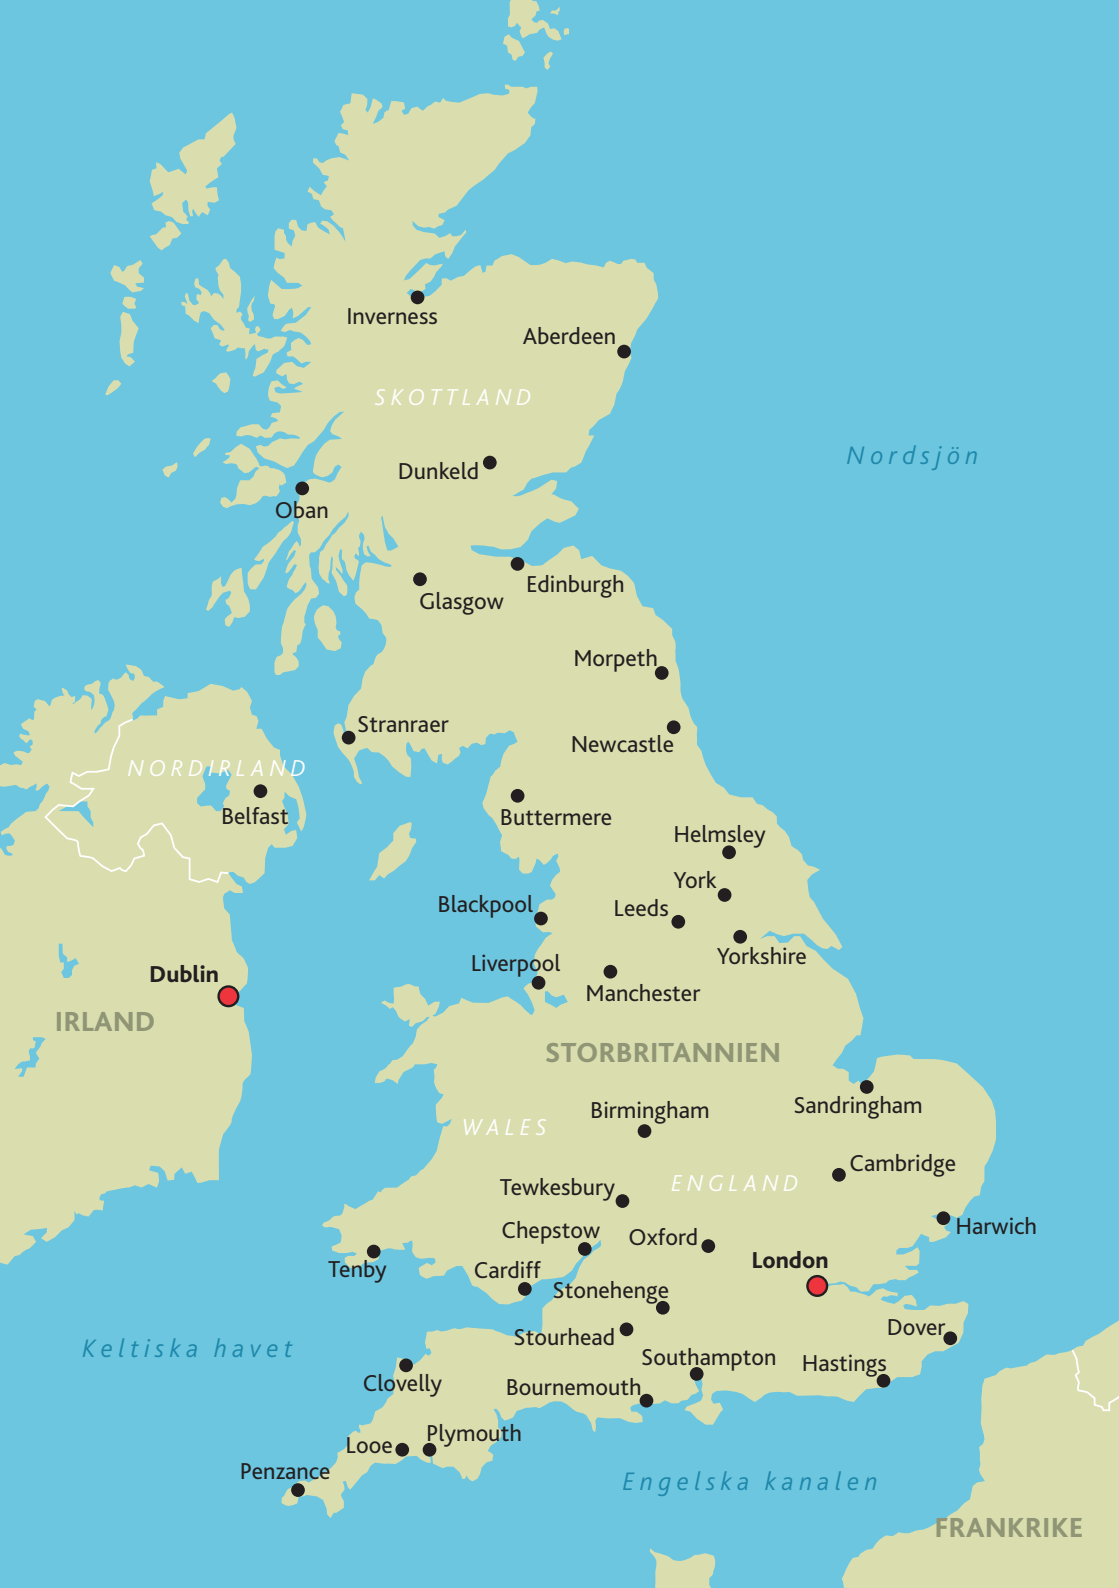 Inverness
Aberdeen
SKOTTLAND
Nordsjön
Dunkeld
Oban
Edinburgh
Glasgow
Morpeth
Stranraer
Newcastle
NORDIRLAND
Belfast
Buttermere
Helmsley
York
Blackpool
Leeds
Yorkshire
Liverpool
Dublin
Manchester
IRLAND
STORBRITANNIEN
Sandringham
Birmingham
WALES
Cambridge
ENGLAND
Tewkesbury
Harwich
Chepstow
Oxford
London
Tenby
Cardiff
Stonehenge
Dover
Stourhead
Keltiska havet
Southampton
Hastings
Clovelly
Bournemouth
Plymouth
Looe
Penzance
Engelska kanalen
FRANKRIKE